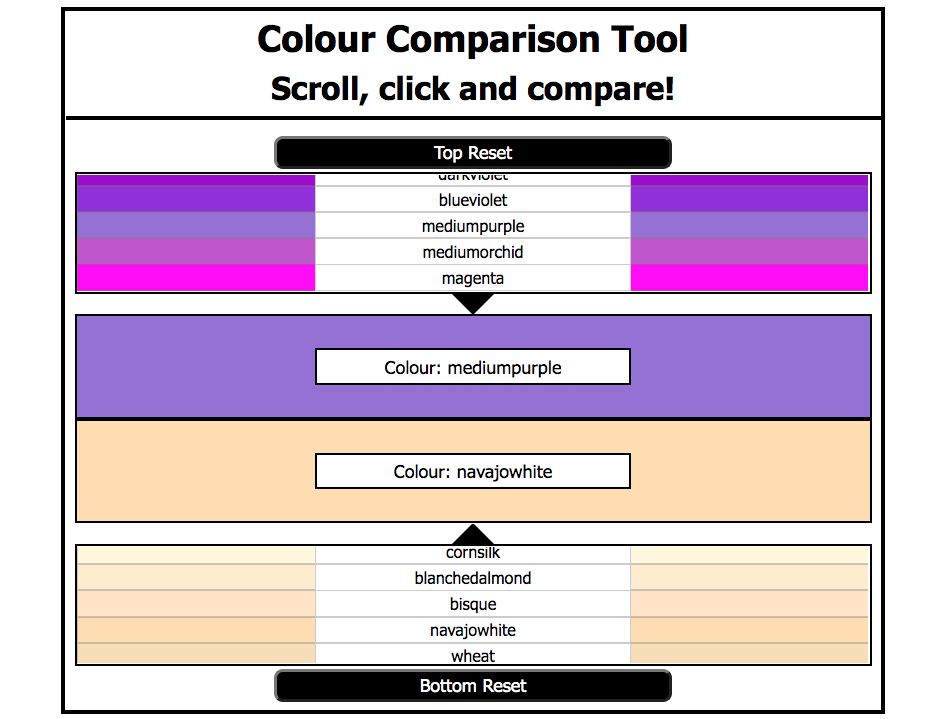 Colour Comparison Tool
Scroll, click and compare!
Top Reset
darkviolet
blueviolet
mediumpurple
mediumorchid
magenta
Colour: mediumpurple
Colour: navajowhite
cornsilk
blanchedalmond
bisque
navajowhite
wheat
Bottom Reset